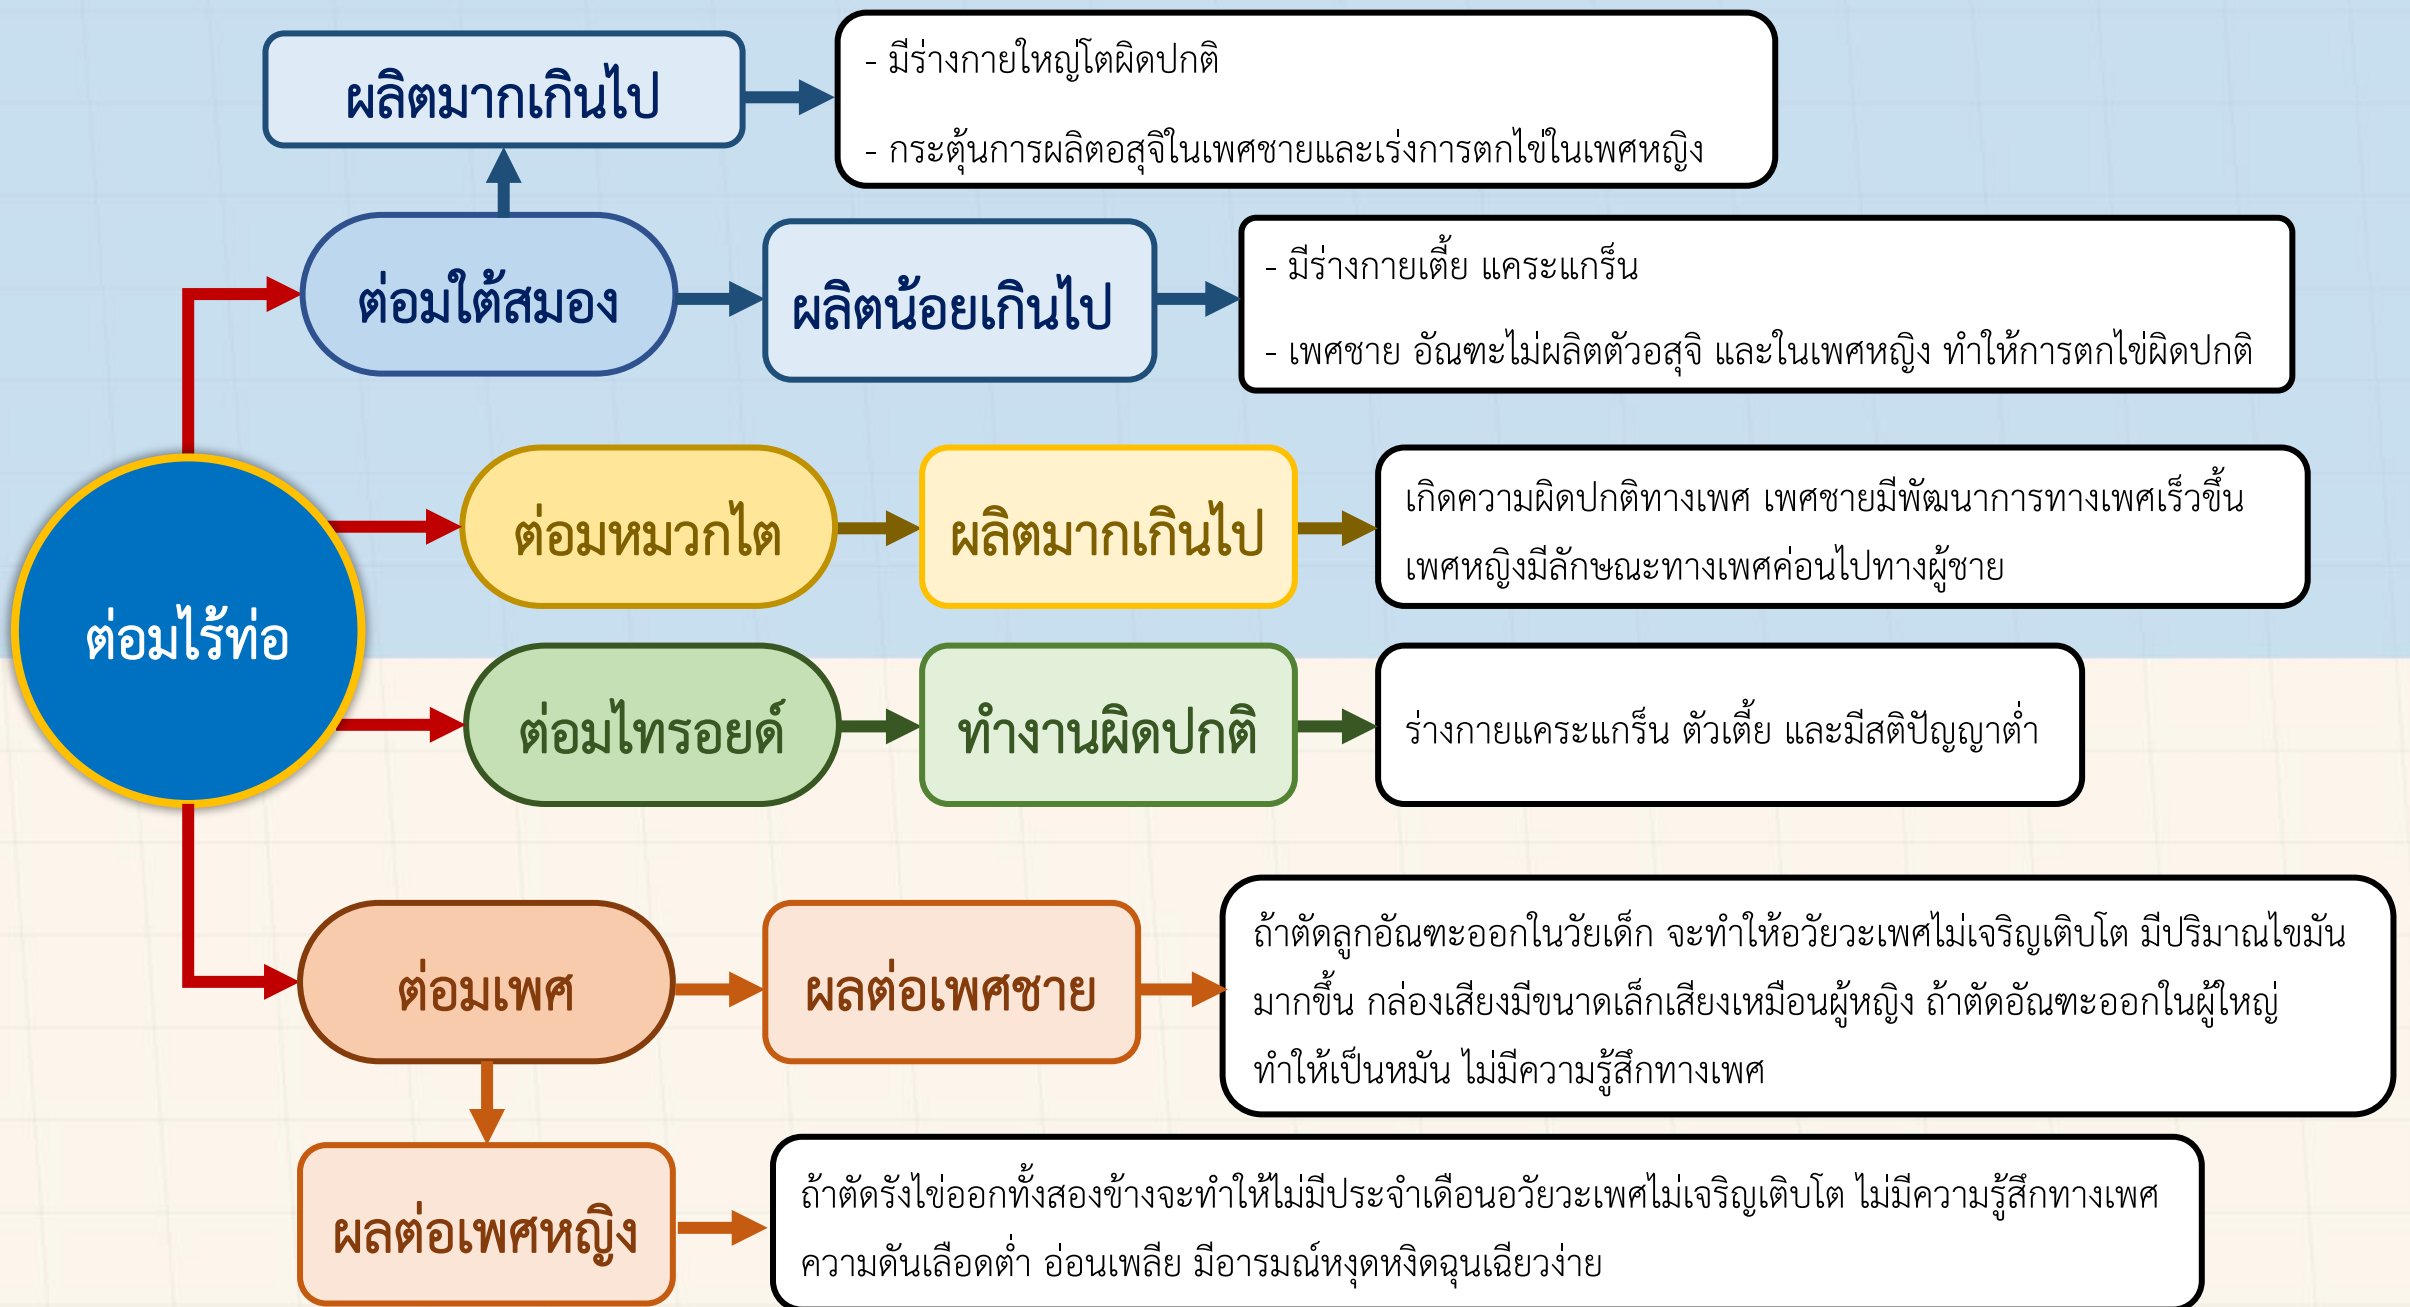 ผลิตมากเกินไป
- มีร่างกายใหญ่โตผิดปกติ
- กระตุ้นการผลิตอสุจิในเพศชายและเร่งการตกไข่ในเพศหญิง
ต่อมใต้สมอง
ผลิตน้อยเกินไป
- มีร่างกายเตี้ย แคระแกร็น
- เพศชาย อัณฑะไม่ผลิตตัวอสุจิ และในเพศหญิง ทำให้การตกไข่ผิดปกติ
ต่อมไร้ท่อ
ต่อมหมวกไต
ผลิตมากเกินไป
เกิดความผิดปกติทางเพศ เพศชายมีพัฒนาการทางเพศเร็วขึ้น
เพศหญิงมีลักษณะทางเพศค่อนไปทางผู้ชาย
ต่อมไทรอยด์
ทำงานผิดปกติ
ร่างกายแคระแกร็น ตัวเตี้ย และมีสติปัญญาต่ำ
ต่อมเพศ
ผลต่อเพศชาย
ถ้าตัดลูกอัณฑะออกในวัยเด็ก จะทำให้อวัยวะเพศไม่เจริญเติบโต มีปริมาณไขมัน
มากขึ้น กล่องเสียงมีขนาดเล็กเสียงเหมือนผู้หญิง ถ้าตัดอัณฑะออกในผู้ใหญ่
ทำให้เป็นหมัน ไม่มีความรู้สึกทางเพศ
ผลต่อเพศหญิง
ถ้าตัดรังไข่ออกทั้งสองข้างจะทำให้ไม่มีประจำเดือนอวัยวะเพศไม่เจริญเติบโต ไม่มีความรู้สึกทางเพศ
ความดันเลือดต่ำ อ่อนเพลีย มีอารมณ์หงุดหงิดฉุนเฉียวง่าย